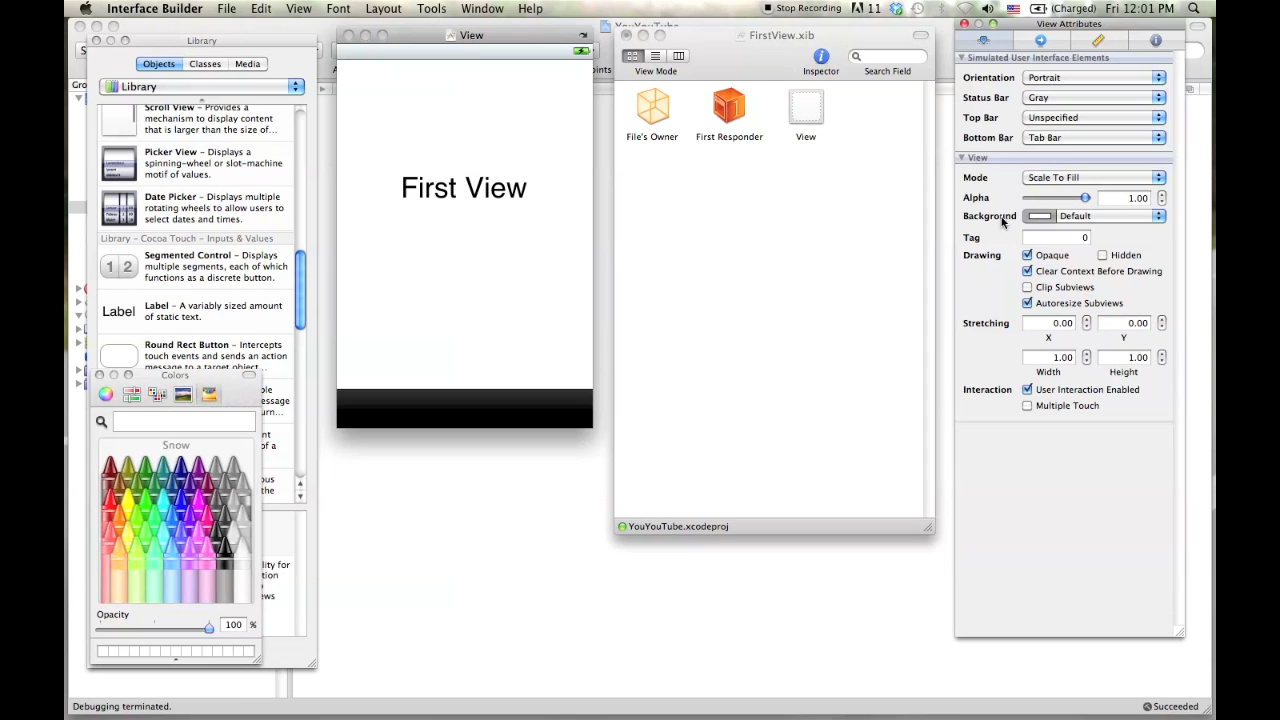 Interface Builder File Edit View Font Layout Tools Window Help Stop Recording 11 (Charged) Fri 12:01 PM
Library
Objects Classes Media
Library
Scroll View – Provides a
mechanism to display content
that is larger than the size of...
Picker View – Displays a
spinning-wheel or slot-machine
motif of values.
Date Picker – Displays multiple
rotating wheels to allow users to
select dates and times.
Library – Cocoa Touch – Inputs & Values
1 2
Segmented Control – Displays
multiple segments, each of which
functions as a discrete button.
Label
Label – A variably sized amount
of static text.
Round Rect Button – Intercepts
touch events and sends an action
message to a target object...
Colors
Snow
Opacity
100 %
View
First View
FirstView.xib
View Mode
Inspector
Search Field
File's Owner
First Responder
View
YouYouTube.xcodeproj
View Attributes
Simulated User Interface Elements
Orientation Portrait
Status Bar Gray
Top Bar Unspecified
Bottom Bar Tab Bar
View
Mode Scale To Fill
Alpha 1.00
Background Default
Tag 0
Drawing Opaque Hidden
Clear Context Before Drawing
Clip Subviews
Autoresize Subviews
Stretching 0.00 0.00
X Y
1.00 1.00
Width Height
Interaction User Interaction Enabled
Multiple Touch
Debugging terminated.
Succeeded